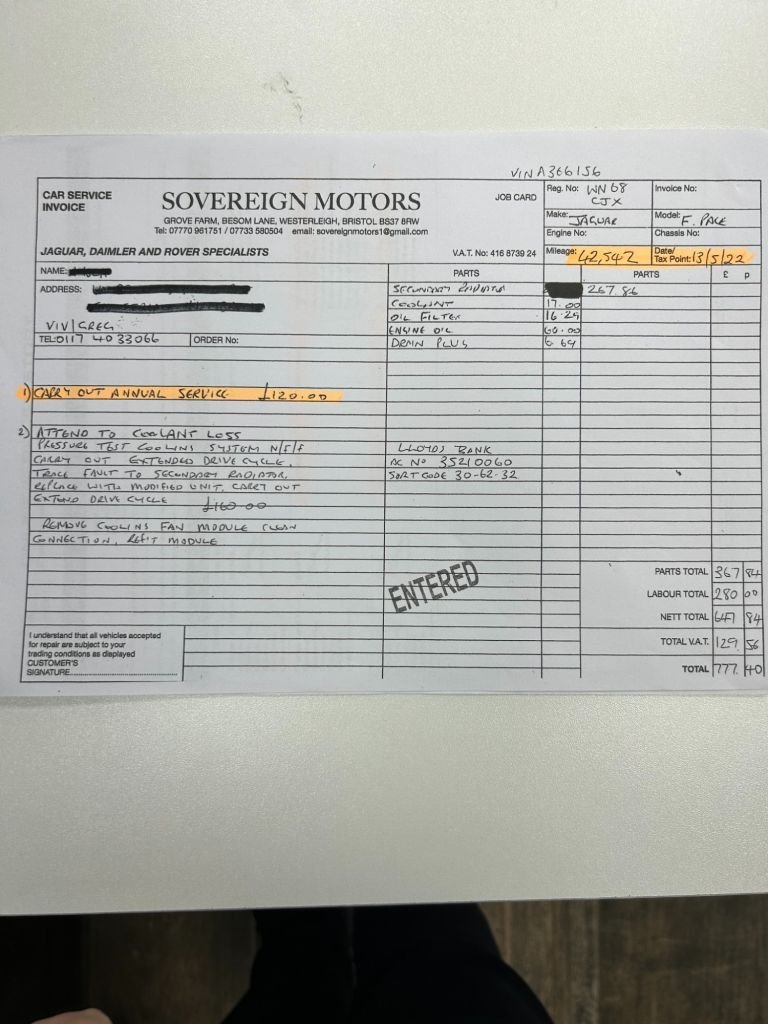 VIN A366156
CAR SERVICE
INVOICE
SOVEREIGN MOTORS
GROVE FARM, BESOM LANE, WESTERLEIGH, BRISTOL BS37 8RW
Tel: 07770 961751 / 07733 580504 email: sovereignmotors1@gmail.com
JAGUAR, DAIMLER AND ROVER SPECIALISTS
JOB CARD
V.A.T. No: 416 8739 24
Reg. No: WN68
CJX
Invoice No:
Make: JAGUAR
Model: F. PACE
Engine No:
Chassis No:
Mileage: 42,542
Date/
Tax Point: 13/5/22
NAME:
ADDRESS:
VIV/GREG
TEL: 0117 4033066
ORDER No:
PARTS
PARTS £ p
SECONDARY RADIATOR 267.86
COOLANT 17.00
OIL FILTER 16.29
ENGINE OIL 60.00
DRAIN PLUG 6.69
1) CARRY OUT ANNUAL SERVICE £120.00
2) ATTEND TO COOLANT LOSS
PRESSURE TEST COOLING SYSTEM N/F/F
CARRY OUT EXTENDED DRIVE CYCLE.
TRACE FAULT TO SECONDARY RADIATOR,
REPLACE WITH MODIFIED UNIT, CARRY OUT
EXTEND DRIVE CYCLE £160.00
REMOVE COOLING FAN MODULE CLEAN
CONNECTION, REFIT MODULE
LLOYDS BANK
AC NO 35210060
SORT CODE 30-62-32
ENTERED
PARTS TOTAL 367 84
LABOUR TOTAL 280 00
NETT TOTAL 647 84
TOTAL V.A.T. 129. 56
TOTAL 777. 40
I understand that all vehicles accepted
for repair are subject to your
trading conditions as displayed
CUSTOMER'S
SIGNATURE